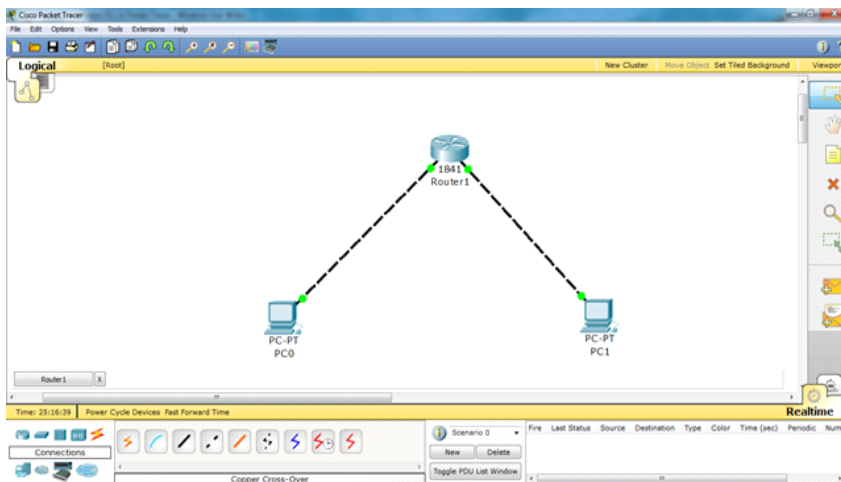 Cisco Packet Tracer
File Edit Options View Tools Extensions Help
Logical [Root] New Cluster Move Object Set Tiled Background Viewpor
1841
Router1
PC-PT
PC0
PC-PT
PC1
Router1 X
Time: 25:16:39 Power Cycle Devices Fast Forward Time Realtime
Scenario 0
Fire Last Status Source Destination Type Color Time (sec) Periodic Num
Connections
New Delete
Toggle PDU List Window
Copper Cross-Over